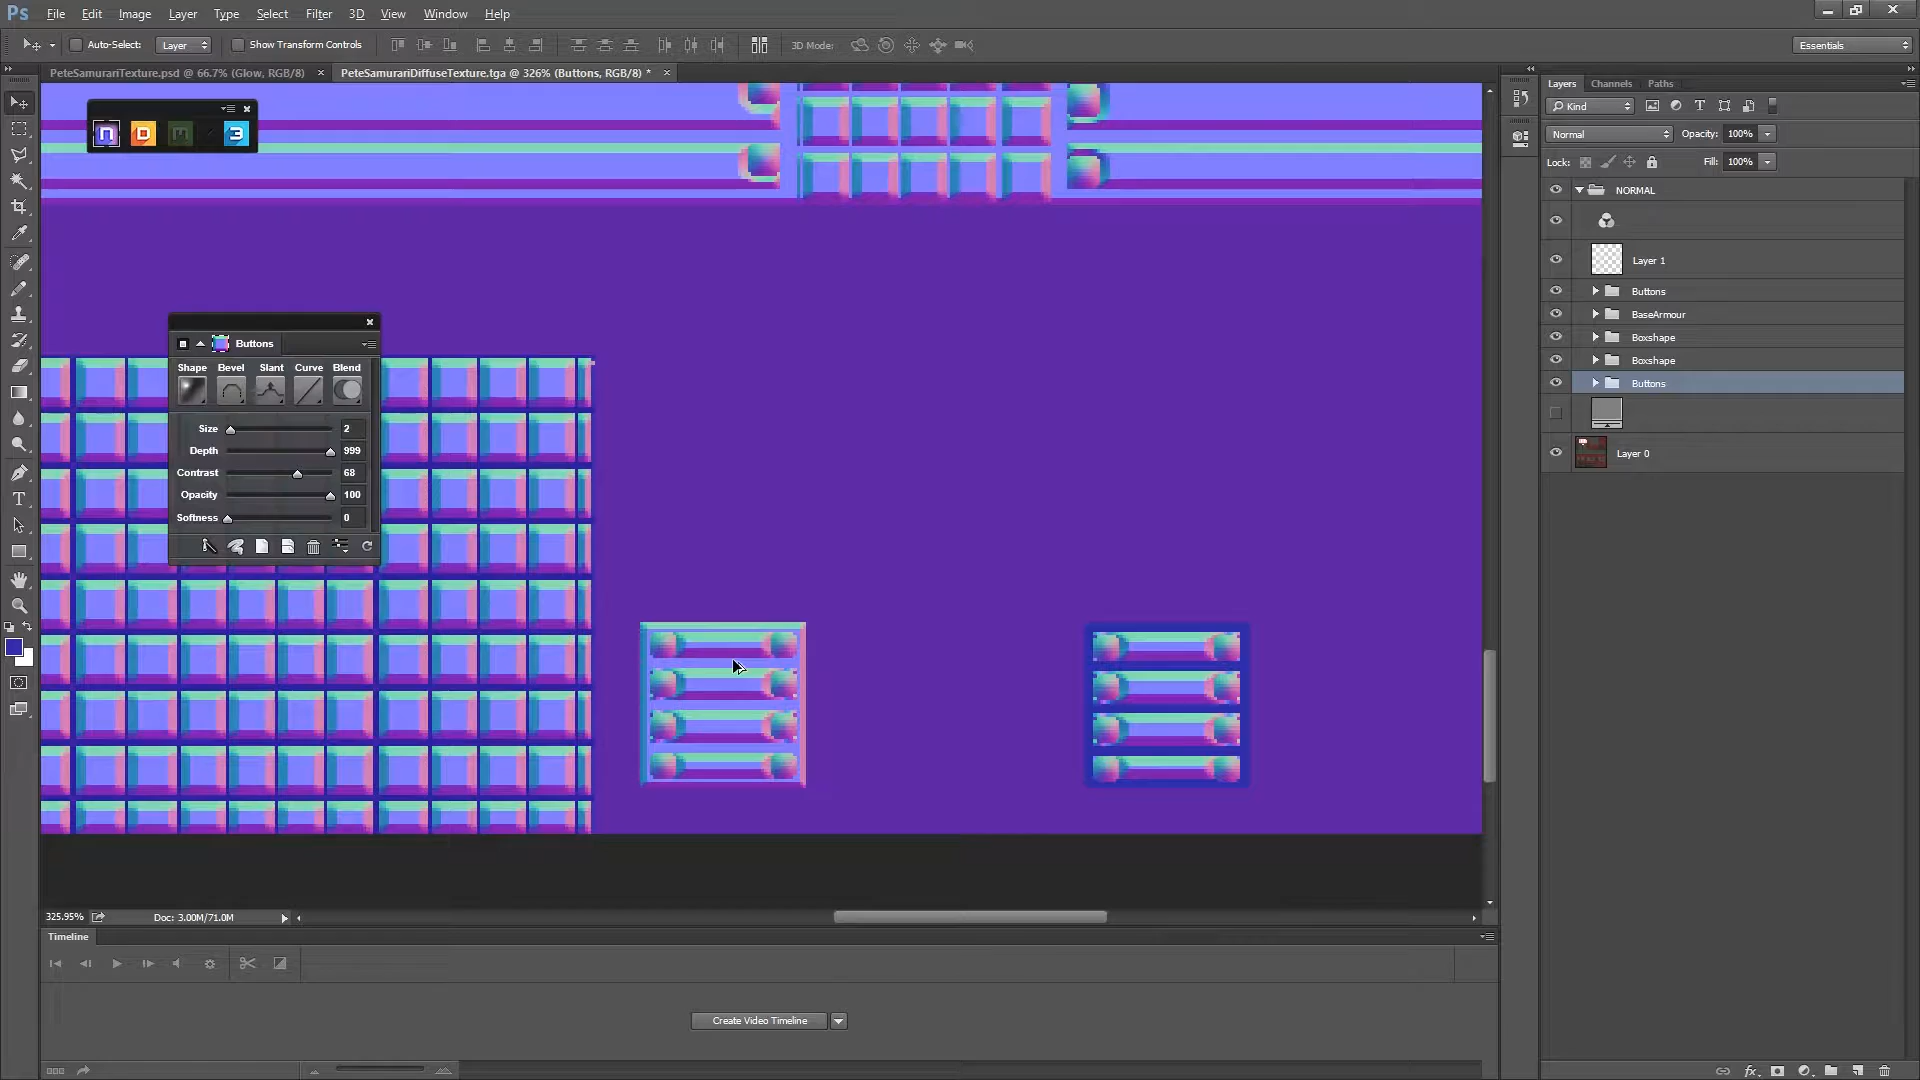 Ps File Edit Image Layer Type Select Filter 3D View Window Help
Auto-Select: Layer Show Transform Controls 3D Mode: Essentials
PeteSamurariTexture.psd @ 66.7% (Glow, RGB/8) × PeteSamurariDiffuseTexture.tga @ 326% (Buttons, RGB/8) * ×
Layers Channels Paths
Kind
Normal Opacity: 100%
Lock: Fill: 100%
NORMAL
Layer 1
Buttons
BaseArmour
Boxshape
Boxshape
Buttons
Layer 0
Buttons
Shape Bevel Slant Curve Blend
Size 2
Depth 999
Contrast 68
Opacity 100
Softness 0
325.95% Doc: 3.00M/71.0M
Timeline
Create Video Timeline